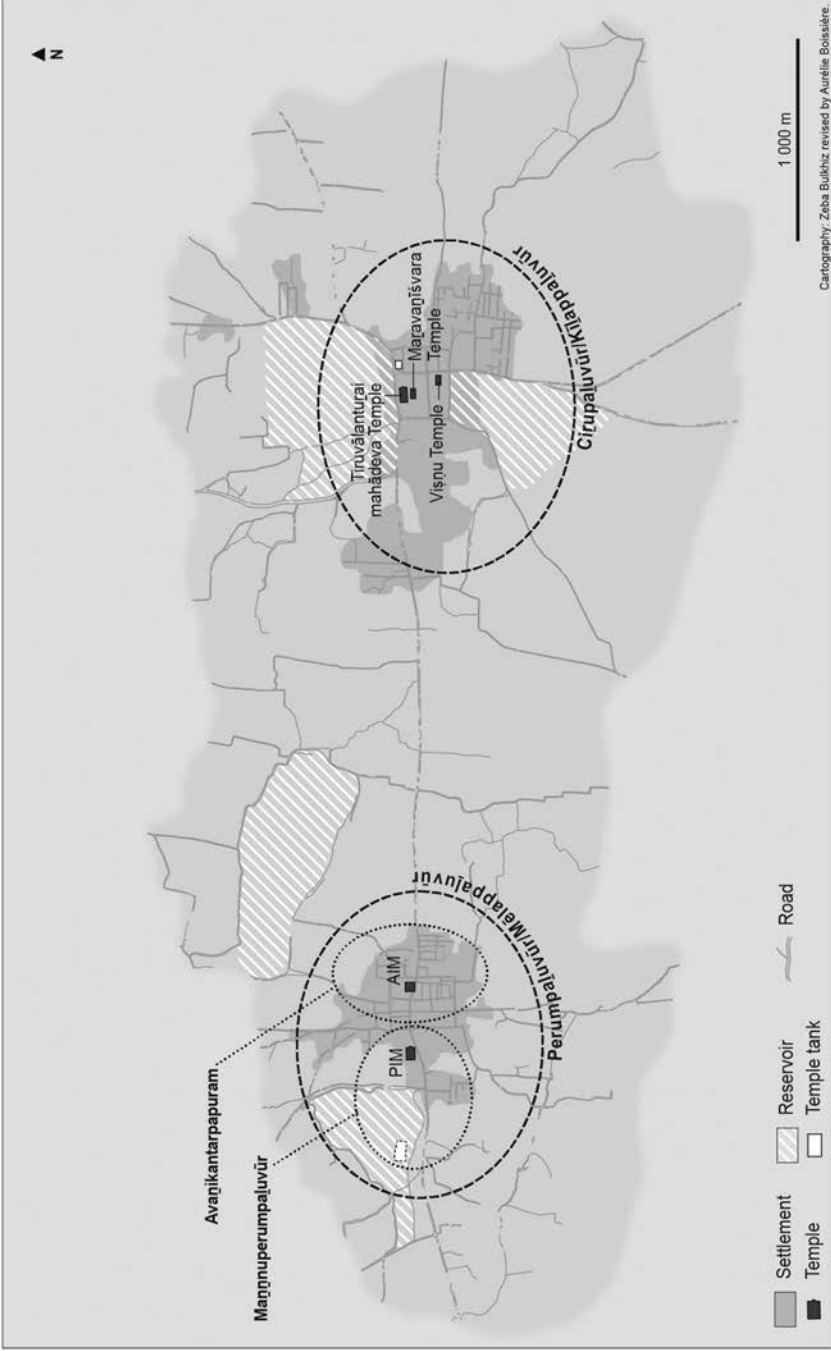 N
Avaṉikantarpapuram
Maṉṉnuperumpaḻuvūr
PIM
AIM
Perumpaḻuvūr/Mēlappaḻuvūr
Tiruvālanturai
mahādeva Temple
Maṟavaṉīśvara
Temple
Viṣṇu Temple
Ciṟupaḻuvūr/Kīḻappaḻuvūr
Settlement
Temple
Reservoir
Temple tank
Road
1 000 m
Cartography: Zeba Bulkhiz revised by Aurélie Boissière.